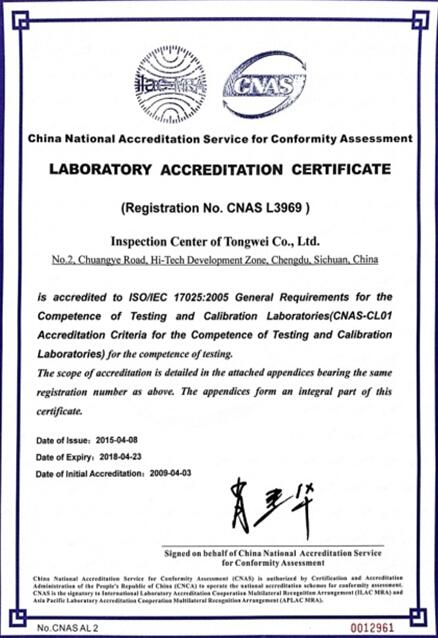 ilac-MRA
CNAS
China National Accreditation Service for Conformity Assessment
LABORATORY ACCREDITATION CERTIFICATE
(Registration No. CNAS L3969 )
Inspection Center of Tongwei Co., Ltd.
No.2, Chuangye Road, Hi-Tech Development Zone, Chengdu, Sichuan, China
is accredited to ISO/IEC 17025:2005 General Requirements for the
Competence of Testing and Calibration Laboratories(CNAS-CL01
Accreditation Criteria for the Competence of Testing and Calibration
Laboratories) for the competence of testing.
The scope of accreditation is detailed in the attached appendices bearing the same
registration number as above. The appendices form an integral part of this
certificate.
Date of Issue: 2015-04-08
Date of Expiry: 2018-04-23
Date of Initial Accreditation: 2009-04-03
Signed on behalf of China National Accreditation Service
for Conformity Assessment
China National Accreditation Service for Conformity Assessment (CNAS) is authorized by Certification and Accreditation
Administration of the People's Republic of China (CNCA) to operate the national accreditation schemes for conformity assessment.
CNAS is the signatory to International Laboratory Accreditation Cooperation Multilateral Recognition Arrangement (ILAC MRA) and
Asia Pacific Laboratory Accreditation Cooperation Multilateral Recognition Arrangement (APLAC MRA).
No.CNAS AL 2
0012961